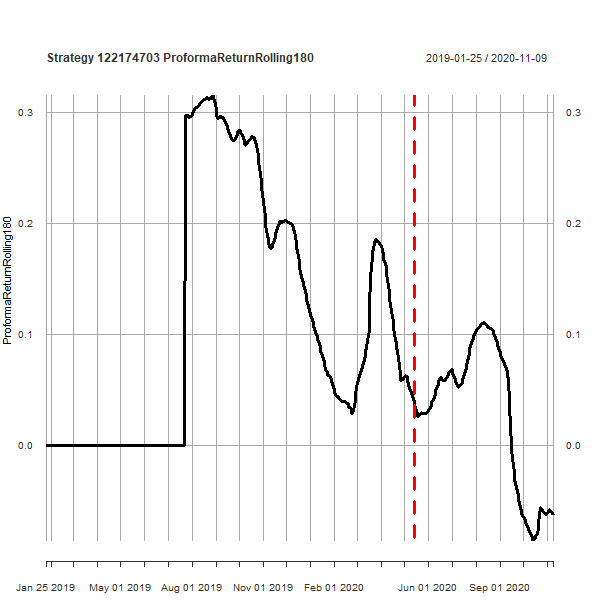 Strategy 122174703 ProformaReturnRolling180
2019-01-25 / 2020-11-09
ProformaReturnRolling180
0.3
0.3
0.2
0.2
0.1
0.1
0.0
0.0
Jan 25 2019
May 01 2019
Aug 01 2019
Nov 01 2019
Feb 01 2020
Jun 01 2020
Sep 01 2020